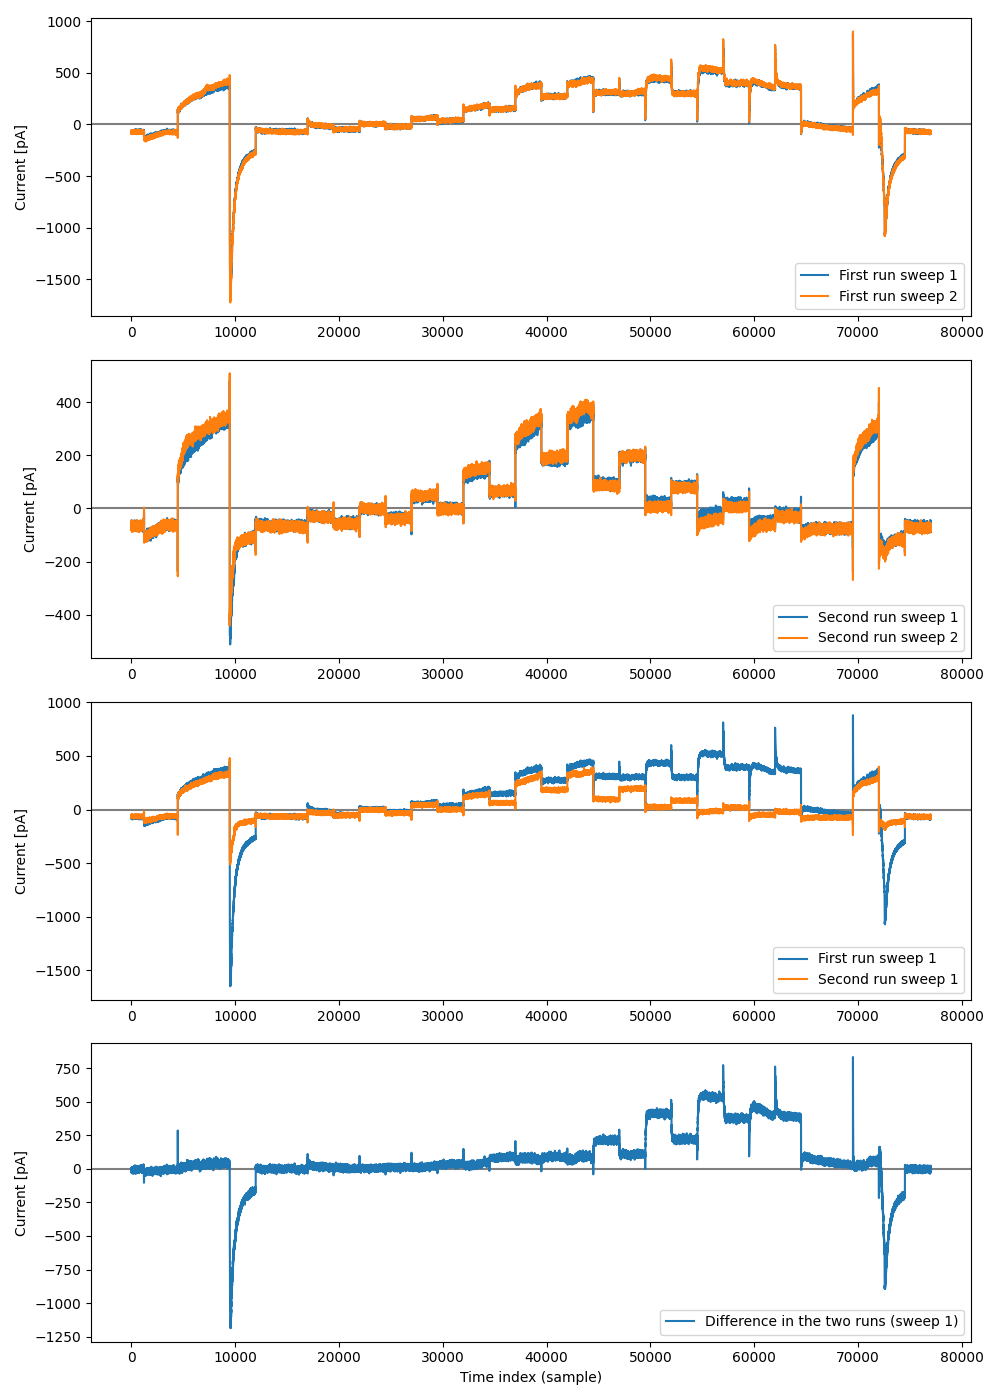 1000
500
0
−500
−1000
−1500
Current [pA]
0 10000 20000 30000 40000 50000 60000 70000 80000
First run sweep 1
First run sweep 2
400
200
0
−200
−400
Current [pA]
0 10000 20000 30000 40000 50000 60000 70000 80000
Second run sweep 1
Second run sweep 2
1000
500
0
−500
−1000
−1500
Current [pA]
0 10000 20000 30000 40000 50000 60000 70000 80000
First run sweep 1
Second run sweep 1
750
500
250
0
−250
−500
−750
−1000
−1250
Current [pA]
0 10000 20000 30000 40000 50000 60000 70000 80000
Difference in the two runs (sweep 1)
Time index (sample)